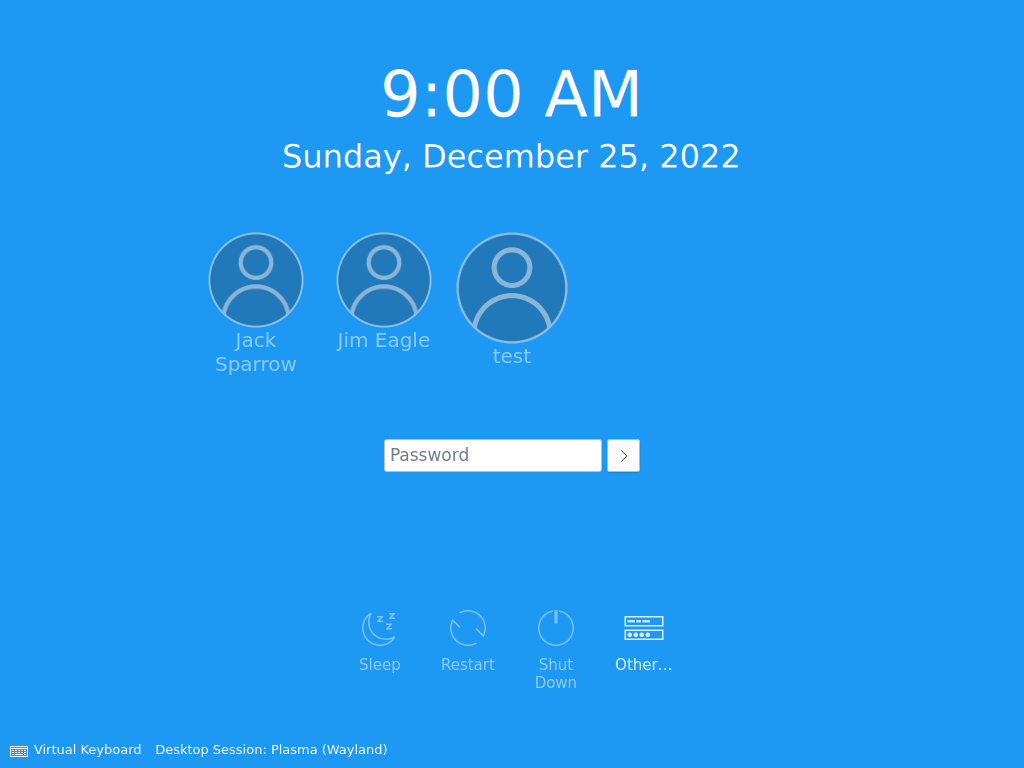 9:00 AM
Sunday, December 25, 2022
Jack
Sparrow
Jim Eagle
test
Password
Sleep
Restart
Shut
Down
Other...
Virtual Keyboard
Desktop Session: Plasma (Wayland)